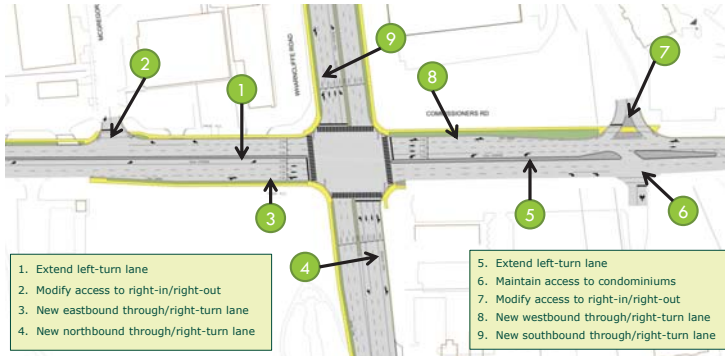 MCGREGOR
WHARNCLIFFE ROAD
COMMISSIONERS RD
9
7
2
8
1
3
5
6
4
1. Extend left-turn lane
2. Modify access to right-in/right-out
3. New eastbound through/right-turn lane
4. New northbound through/right-turn lane
5. Extend left-turn lane
6. Maintain access to condominiums
7. Modify access to right-in/right-out
8. New westbound through/right-turn lane
9. New southbound through/right-turn lane